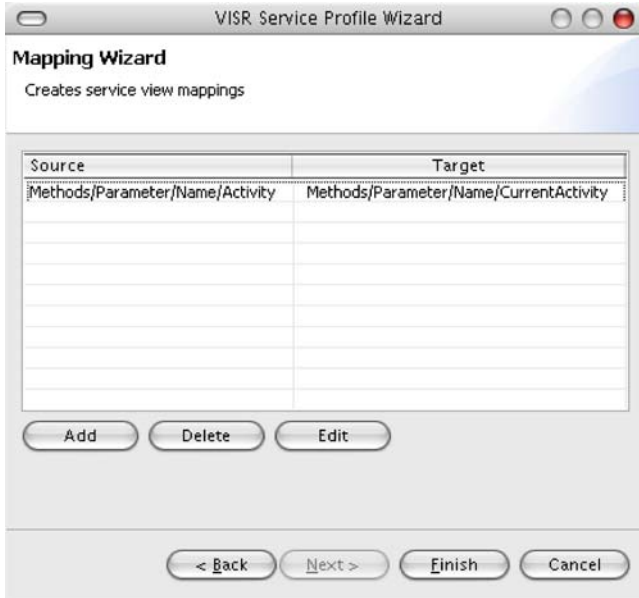 VISR Service Profile Wizard
Mapping Wizard
Creates service view mappings
Source Target
Methods/Parameter/Name/Activity Methods/Parameter/Name/CurrentActivity
Add Delete Edit
< Back Next > Finish Cancel